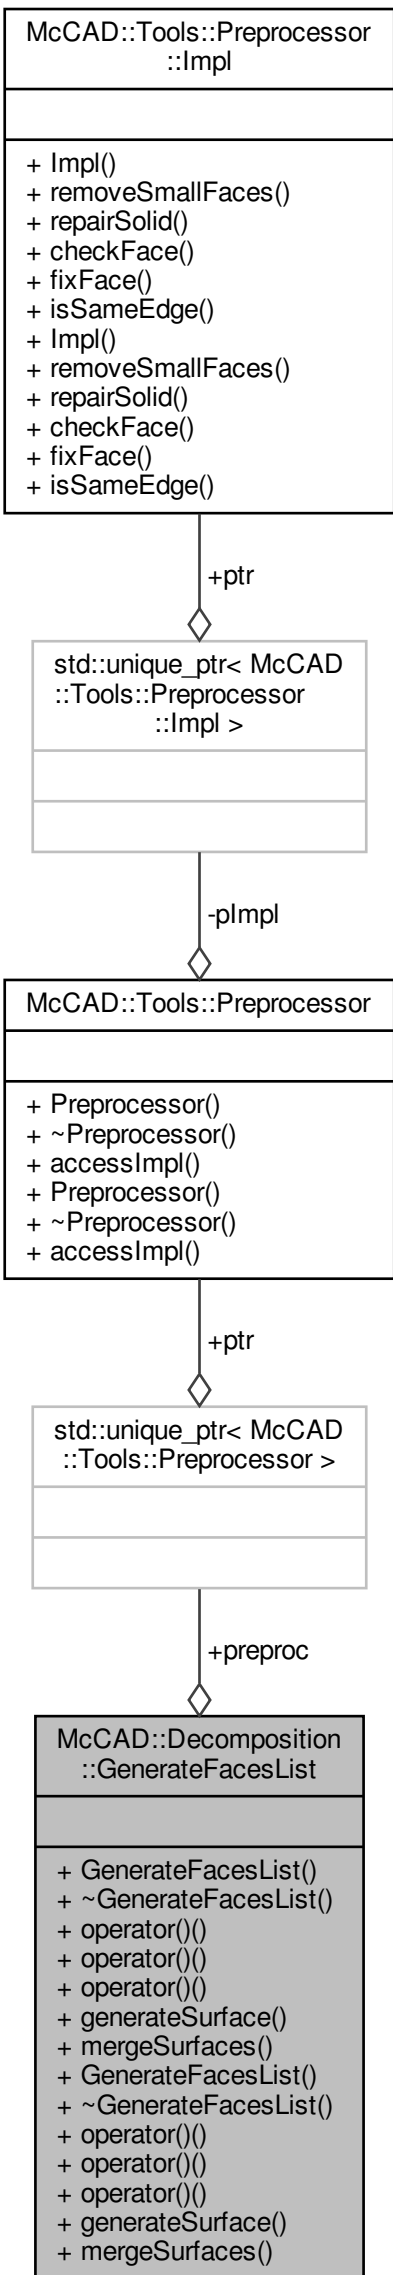 McCAD::Tools::Preprocessor
::Impl
+ Impl()
+ removeSmallFaces()
+ repairSolid()
+ checkFace()
+ fixFace()
+ isSameEdge()
+ Impl()
+ removeSmallFaces()
+ repairSolid()
+ checkFace()
+ fixFace()
+ isSameEdge()
+ptr
std::unique_ptr< McCAD
::Tools::Preprocessor
::Impl >
-pImpl
McCAD::Tools::Preprocessor
+ Preprocessor()
+ ~Preprocessor()
+ accessImpl()
+ Preprocessor()
+ ~Preprocessor()
+ accessImpl()
+ptr
std::unique_ptr< McCAD
::Tools::Preprocessor >
+preproc
McCAD::Decomposition
::GenerateFacesList
+ GenerateFacesList()
+ ~GenerateFacesList()
+ operator()()
+ operator()()
+ operator()()
+ generateSurface()
+ mergeSurfaces()
+ GenerateFacesList()
+ ~GenerateFacesList()
+ operator()()
+ operator()()
+ operator()()
+ generateSurface()
+ mergeSurfaces()